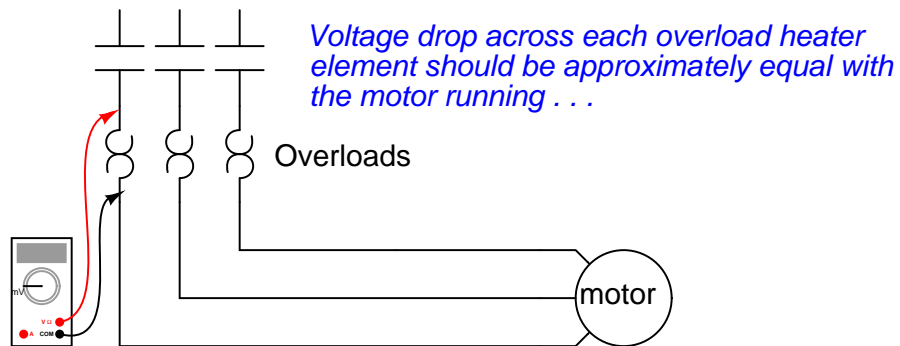 Voltage drop across each overload heater
element should be approximately equal with
the motor running . . .
Overloads
motor
mV
V Ω
A COM